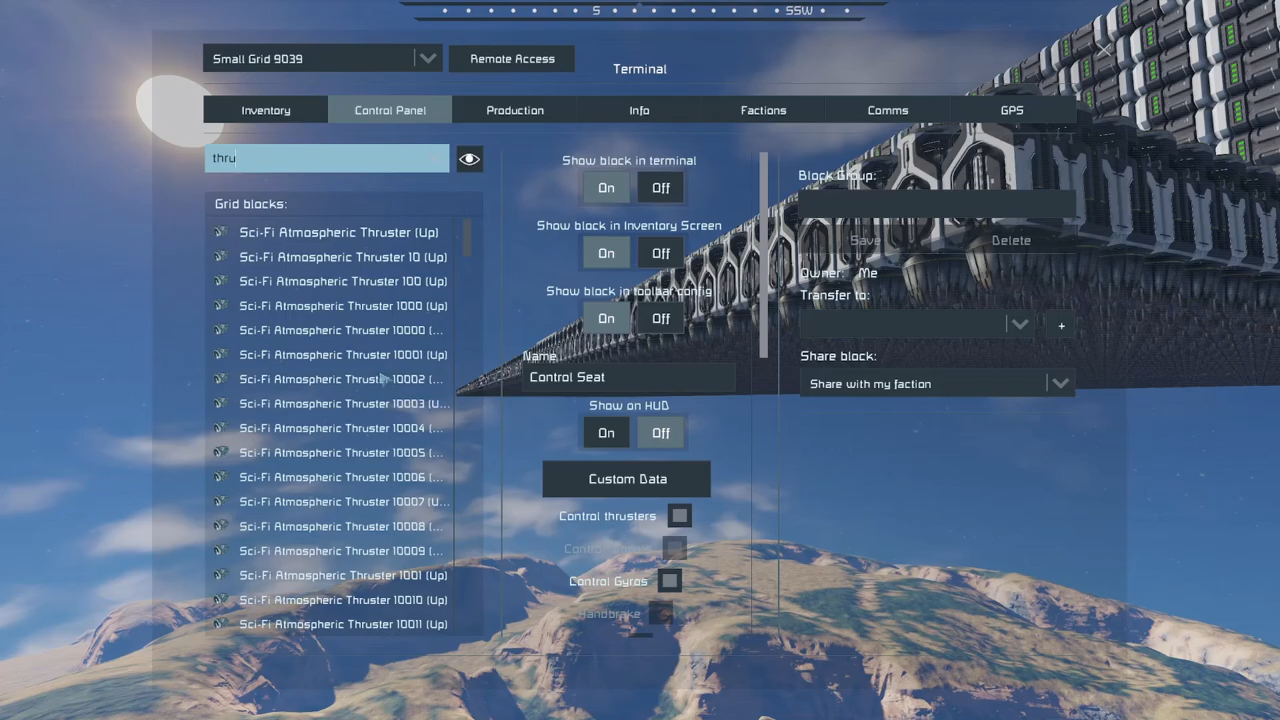 S SSW
Small Grid 9039 Remote Access Terminal
Inventory Control Panel Production Info Factions Comms GPS
thru
Grid blocks:
Sci-Fi Atmospheric Thruster (Up)
Sci-Fi Atmospheric Thruster 10 (Up)
Sci-Fi Atmospheric Thruster 100 (Up)
Sci-Fi Atmospheric Thruster 1000 (Up)
Sci-Fi Atmospheric Thruster 10000 (...
Sci-Fi Atmospheric Thruster 10001 (Up)
Sci-Fi Atmospheric Thruster 10002 (...
Sci-Fi Atmospheric Thruster 10003 (U...
Sci-Fi Atmospheric Thruster 10004 (...
Sci-Fi Atmospheric Thruster 10005 (...
Sci-Fi Atmospheric Thruster 10006 (...
Sci-Fi Atmospheric Thruster 10007 (U...
Sci-Fi Atmospheric Thruster 10008 (...
Sci-Fi Atmospheric Thruster 10009 (...
Sci-Fi Atmospheric Thruster 1001 (Up)
Sci-Fi Atmospheric Thruster 10010 (Up)
Sci-Fi Atmospheric Thruster 10011 (Up)
Show block in terminal
On Off
Show block in Inventory Screen
On Off
Show block in toolbar config
On Off
Name
Control Seat
Show on HUD
On Off
Custom Data
Control thrusters
Control
Control Gyros
Handbrake
Block Group:
Save Delete
Owner: Me
Transfer to:
+
Share block:
Share with my faction